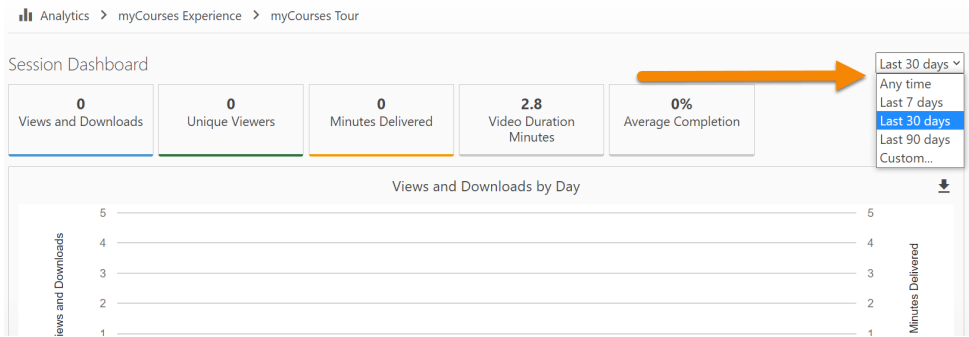 Analytics > myCourses Experience > myCourses Tour
Session Dashboard
Last 30 days
Any time
Last 7 days
Last 30 days
Last 90 days
Custom...
0
Views and Downloads
0
Unique Viewers
0
Minutes Delivered
2.8
Video Duration
Minutes
0%
Average Completion
Views and Downloads by Day
5
4
3
2
1
iews and Downloads
5
4
3
2
1
Minutes Delivered